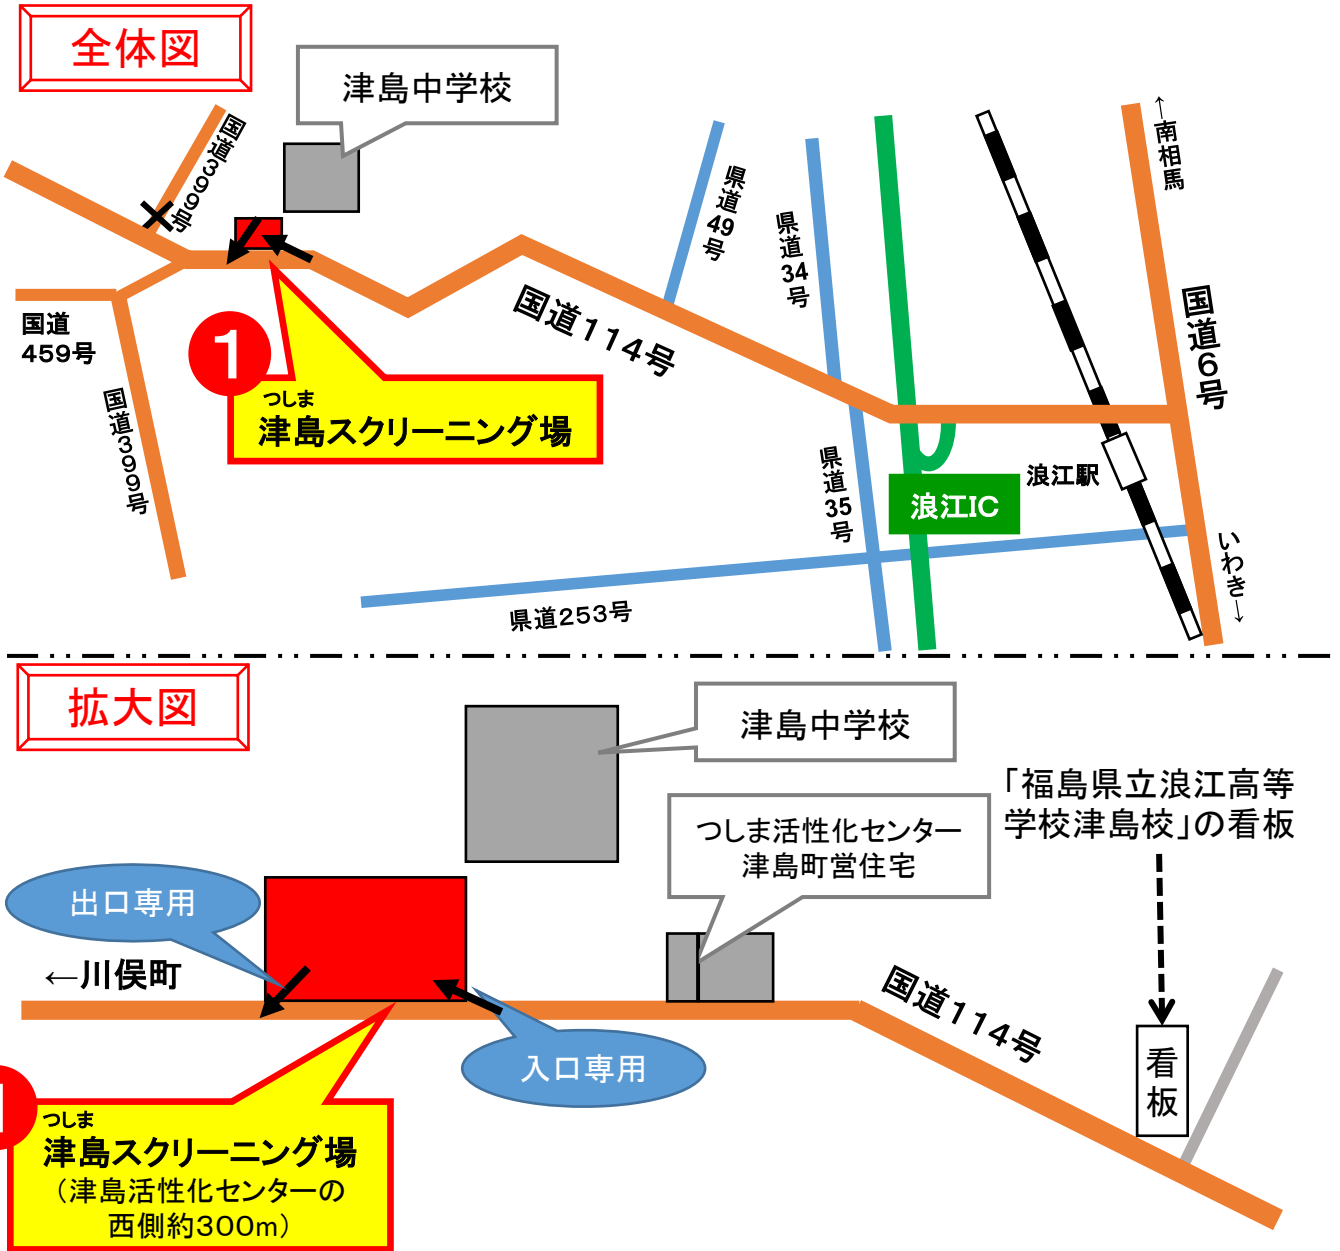 全体図
津島中学校
国道399号
国道
459号
国道399号
1
つしま
津島スクリーニング場
国道114号
県道49号
県道34号
県道35号
浪江IC
浪江駅
←南相馬
国道6号
いわき→
県道253号
拡大図
津島中学校
つしま活性化センター
津島町営住宅
「福島県立浪江高等
学校津島校」の看板
出口専用
←川俣町
国道114号
入口専用
看板
1
つしま
津島スクリーニング場
（津島活性化センターの
西側約300m）